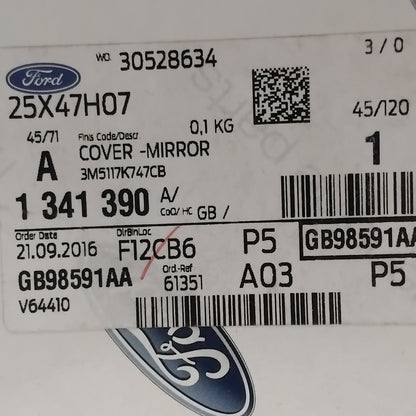 WO. 30528634
3 / 0
Ford
25X47H07
0,1 KG
45/120
45/71
Finis Code/Descr
A
COVER -MIRROR
1
3M5117K747CB
1 341 390 A/
CoO/HC GB /
Order Date
DlrBinLoc
21.09.2016
F12CB6
P5
GB98591AA
GB98591AA
Ord.-Ref
61351
A03
P5
V64410
Ford